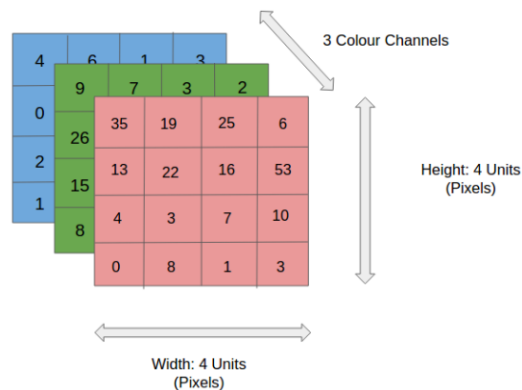 3 Colour Channels
4 6 1 3
9 7 3 2
0
35 19 25 6
26
13 22 16 53
2
15
4 3 7 10
1
8
0 8 1 3
Height: 4 Units
(Pixels)
Width: 4 Units
(Pixels)